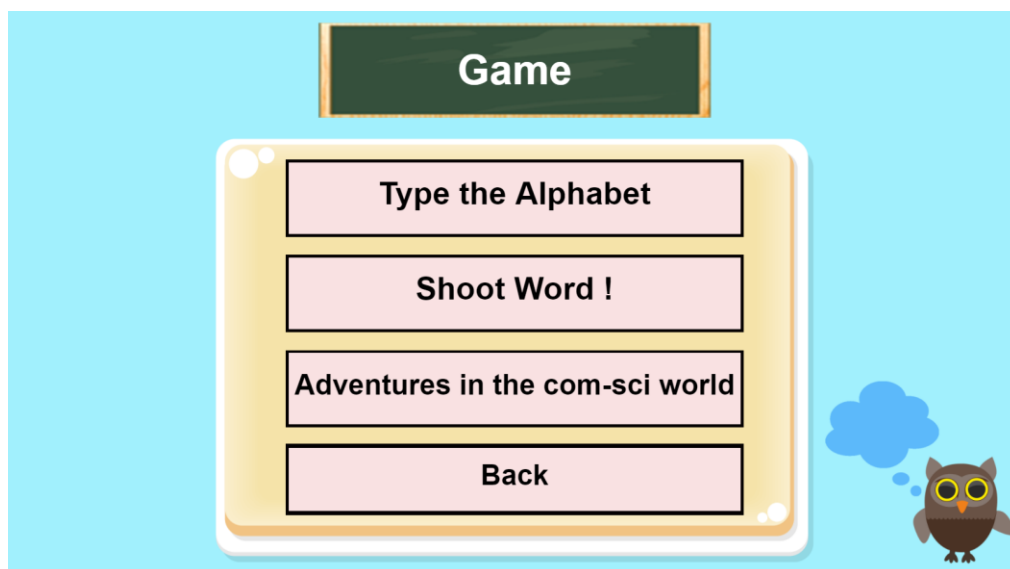 Game
Type the Alphabet
Shoot Word !
Adventures in the com-sci world
Back